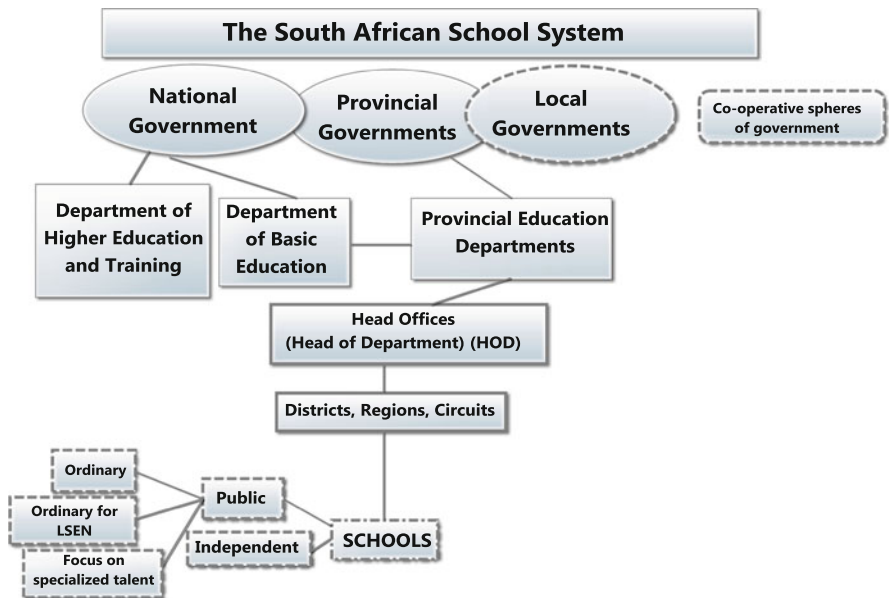 The South African School System
National
Government
Provincial
Governments
Local
Governments
Co-operative spheres
of government
Department of
Higher Education
and Training
Department
of Basic
Education
Provincial Education
Departments
Head Offices
(Head of Department) (HOD)
Districts, Regions, Circuits
Ordinary
Public
Ordinary for
LSEN
Independent
SCHOOLS
Focus on
specialized talent